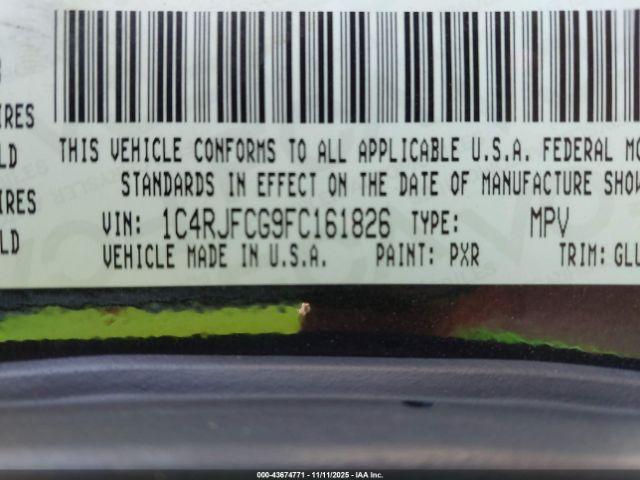 IRES
LD
IRES
LD
THIS VEHICLE CONFORMS TO ALL APPLICABLE U.S.A. FEDERAL MO
STANDARDS IN EFFECT ON THE DATE OF MANUFACTURE SHOW
VIN: 1C4RJFCG9FC161826 TYPE: MPV
VEHICLE MADE IN U.S.A. PAINT: PXR TRIM: GLU
000-43674771 - 11/11/2025 - IAA Inc.